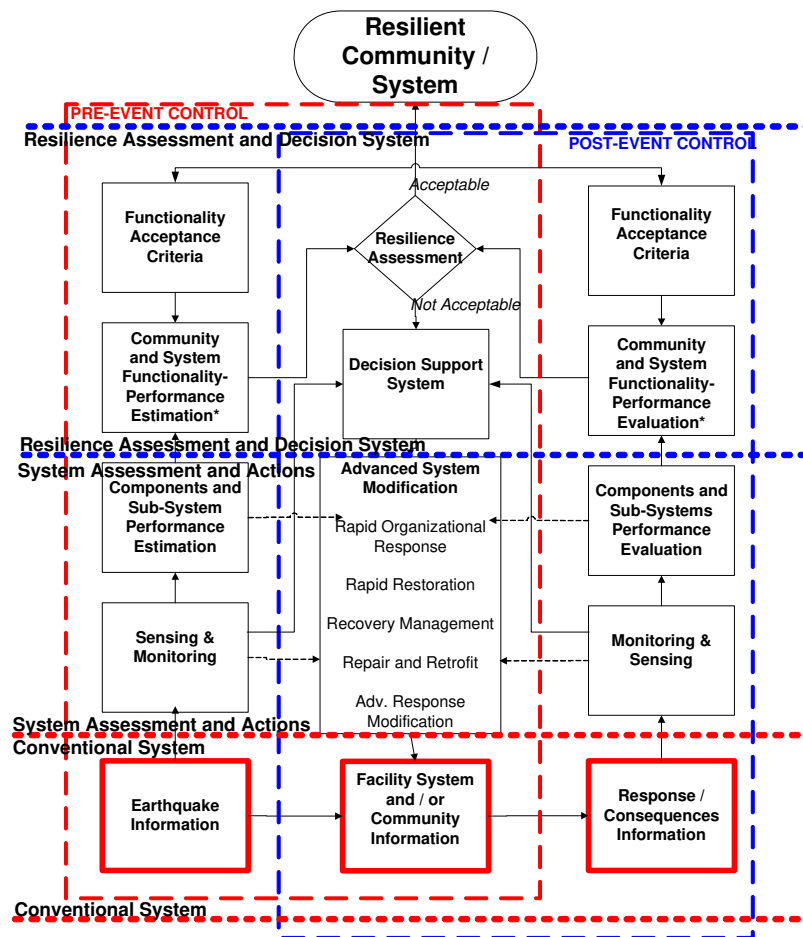 Resilient
Community /
System
PRE-EVENT CONTROL
Resilience Assessment and Decision System
POST-EVENT CONTROL
Acceptable
Functionality
Acceptance
Criteria
Resilience
Assessment
Functionality
Acceptance
Criteria
Not Acceptable
Community
and System
Functionality-
Performance
Estimation*
Decision Support
System
Community
and System
Functionality-
Performance
Evaluation*
Resilience Assessment and Decision System
System Assessment and Actions
Components and
Sub-System
Performance
Estimation
Advanced System
Modification
Rapid Organizational
Response
Rapid Restoration
Recovery Management
Repair and Retrofit
Adv. Response
Modification
Components and
Sub-Systems
Performance
Evaluation
Sensing &
Monitoring
Monitoring &
Sensing
System Assessment and Actions
Conventional System
Earthquake
Information
Facility System
and / or
Community
Information
Response /
Consequences
Information
Conventional System